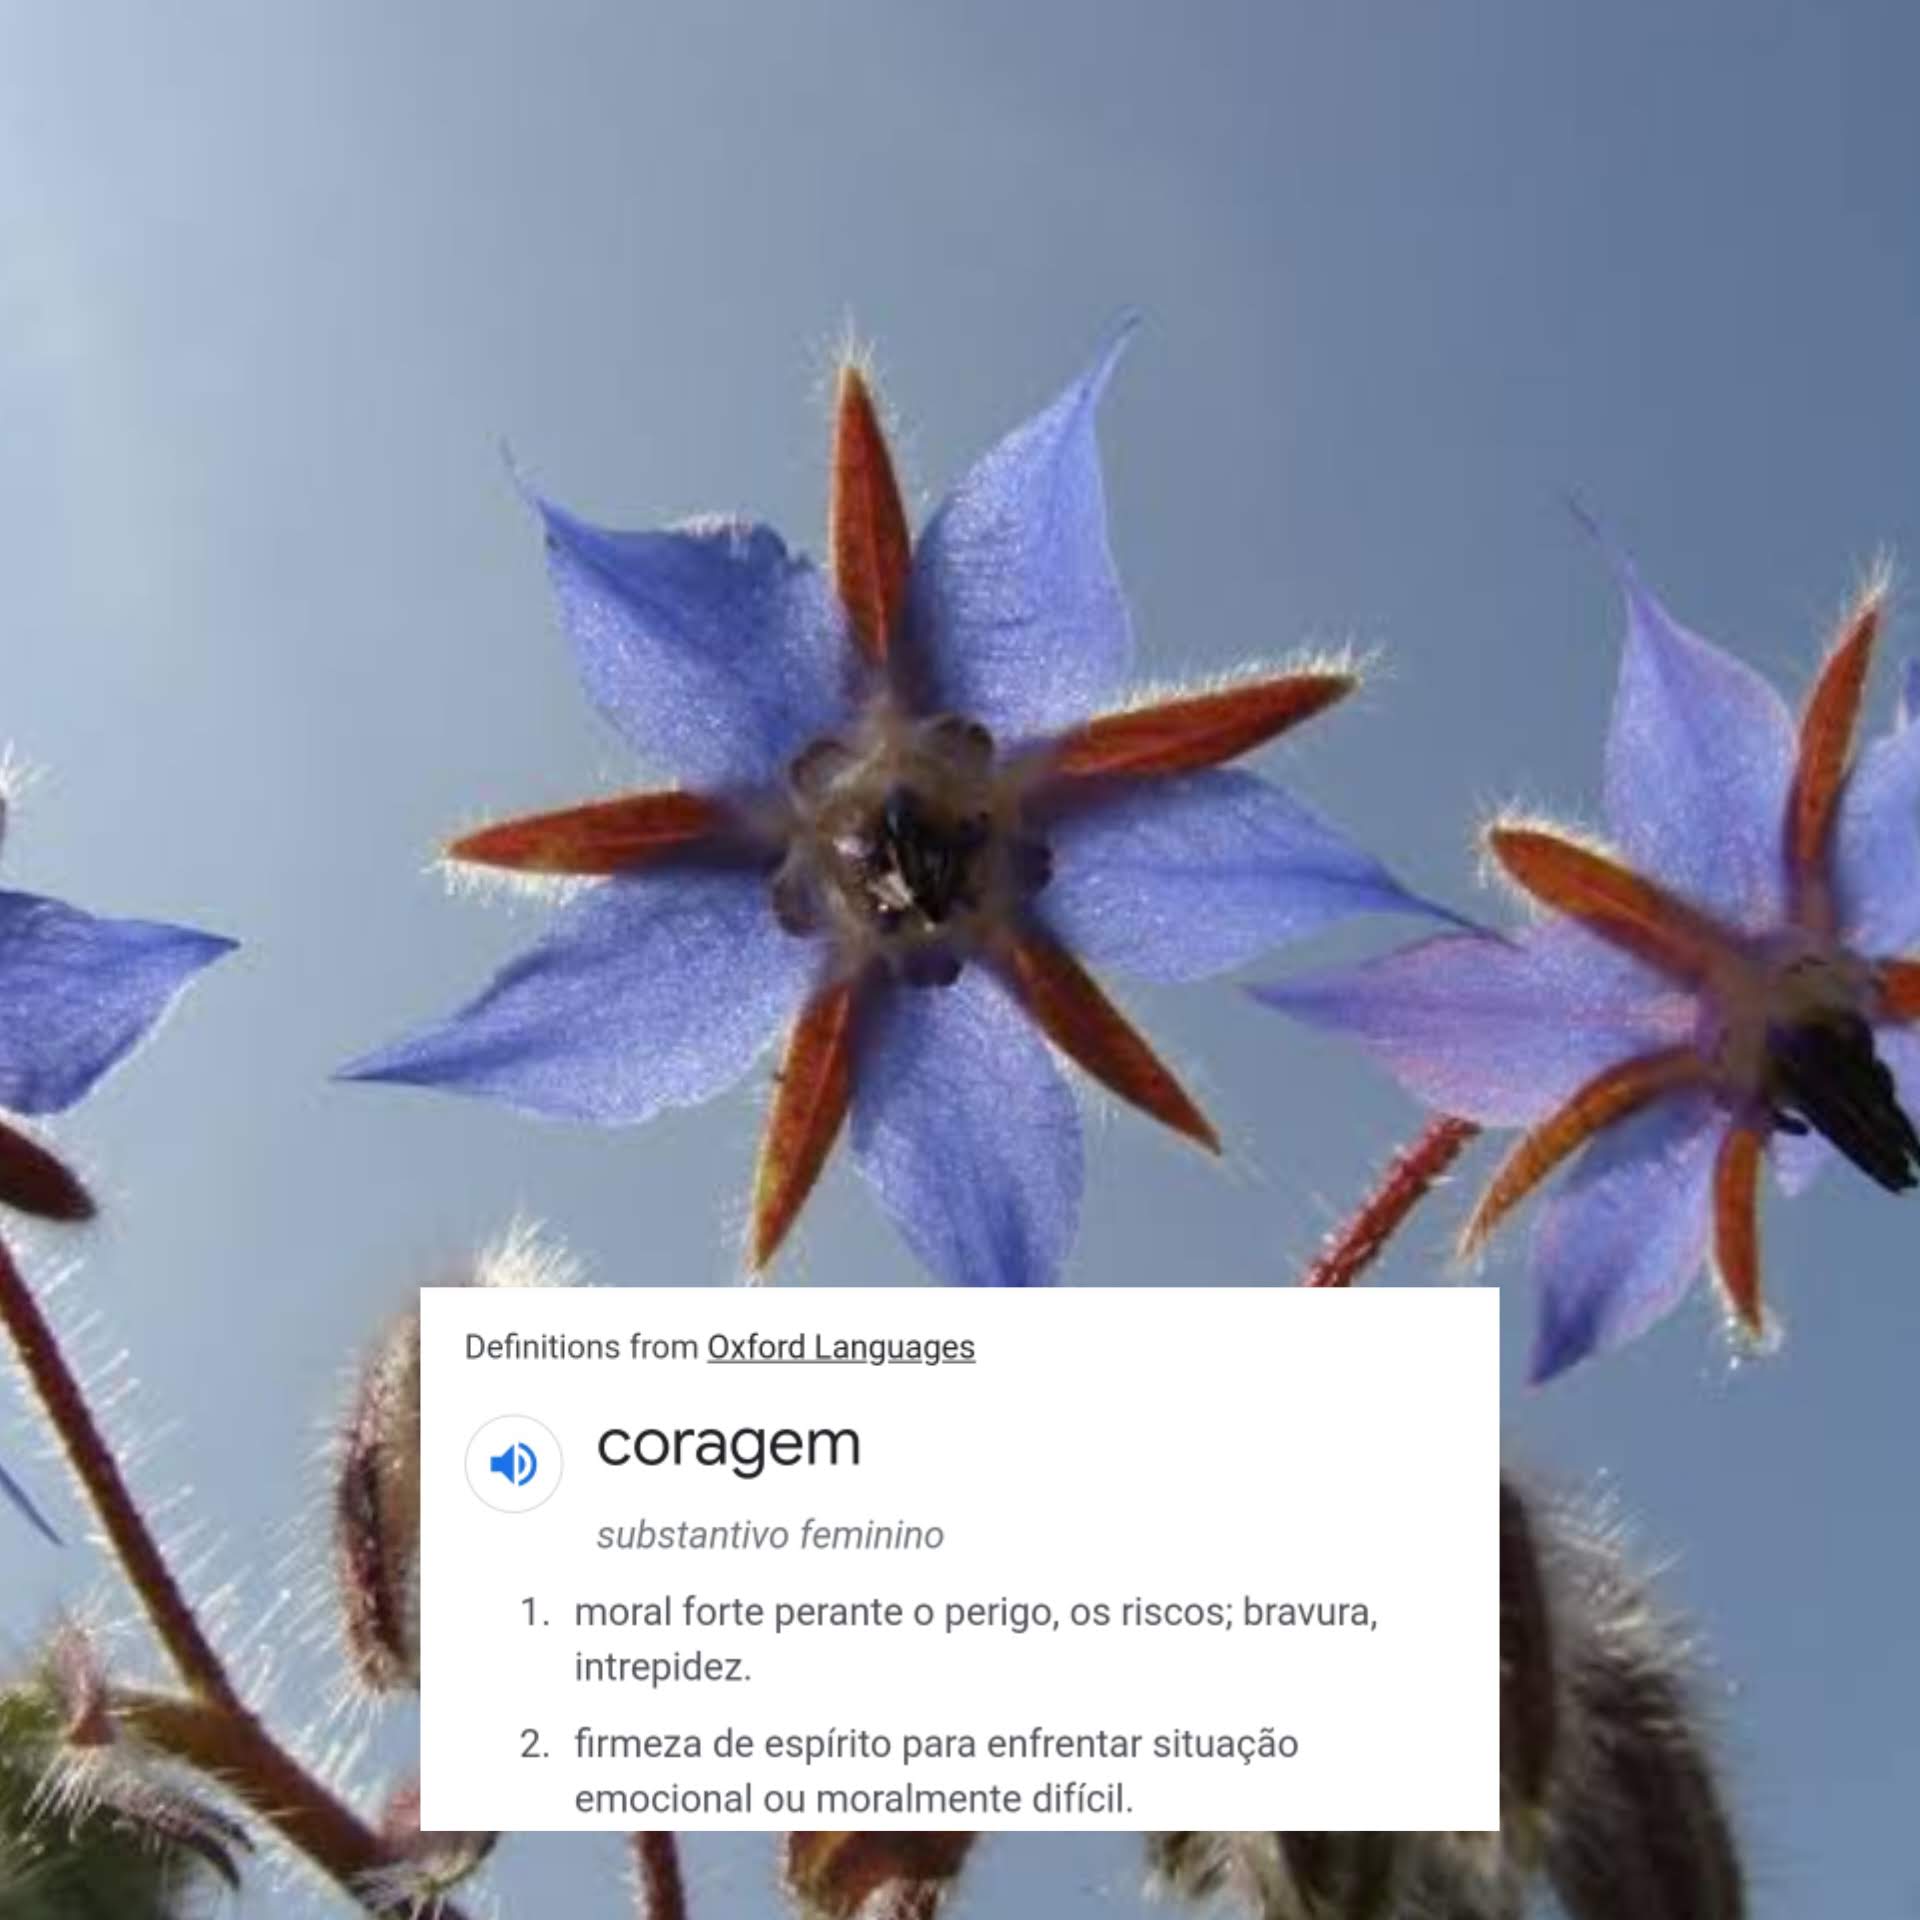 Definitions from Oxford Languages
coragem
substantivo feminino
1. moral forte perante o perigo, os riscos; bravura,
intrepidez.
2. firmeza de espírito para enfrentar situação
emocional ou moralmente difícil.